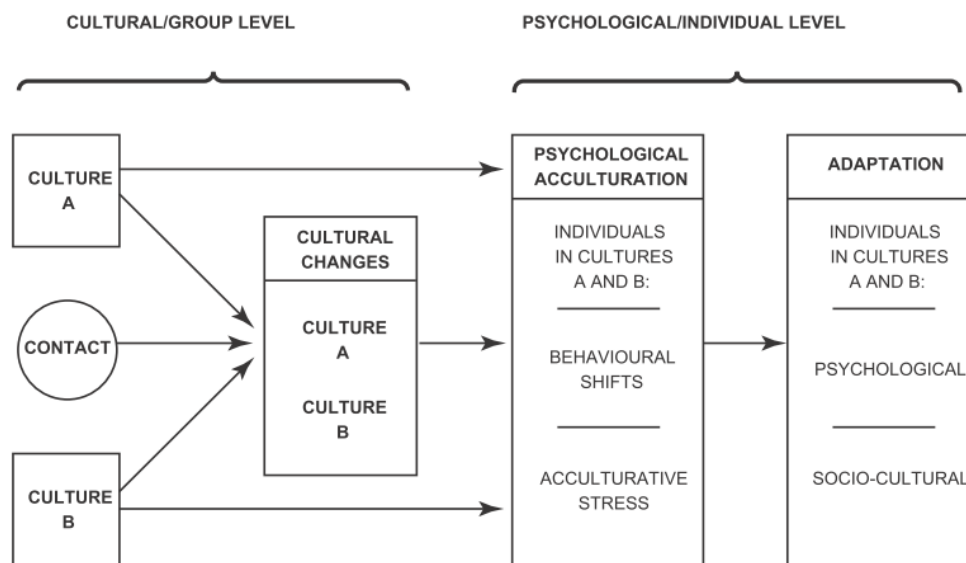 CULTURAL/GROUP LEVEL
PSYCHOLOGICAL/INDIVIDUAL LEVEL
CULTURE
A
CONTACT
CULTURE
B
CULTURAL
CHANGES
CULTURE
A
CULTURE
B
PSYCHOLOGICAL
ACCULTURATION
INDIVIDUALS
IN CULTURES
A AND B:
BEHAVIOURAL
SHIFTS
ACCULTURATIVE
STRESS
ADAPTATION
INDIVIDUALS
IN CULTURES
A AND B:
PSYCHOLOGICAL
SOCIO-CULTURAL